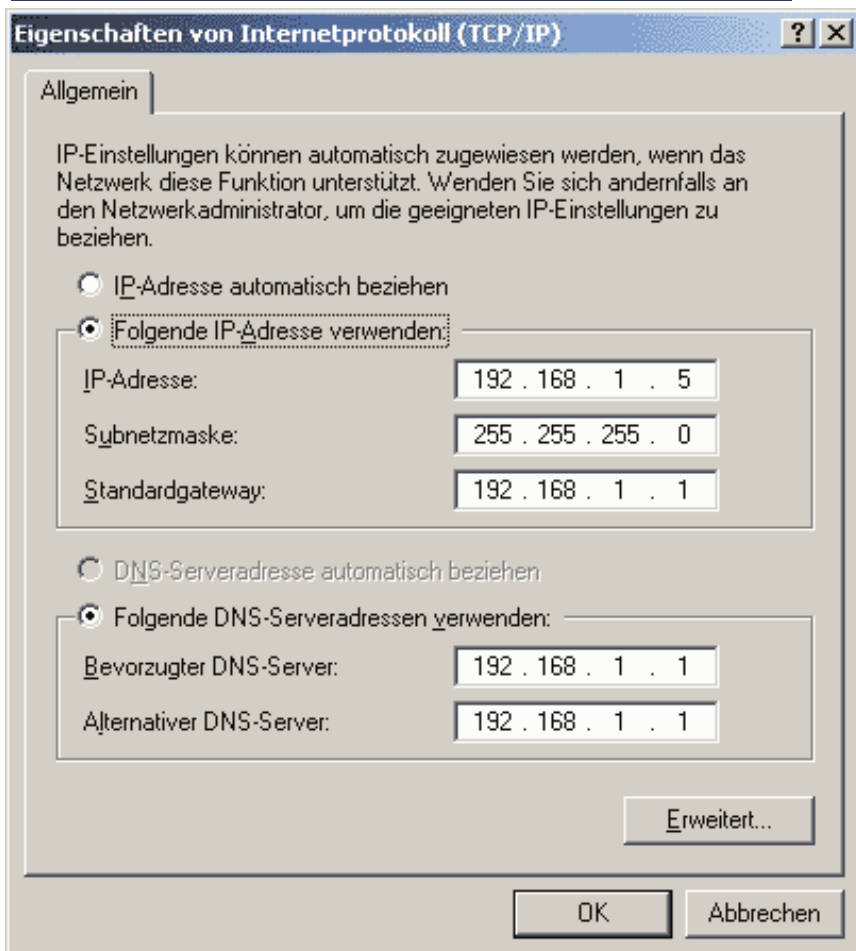 Eigenschaften von Internetprotokoll (TCP/IP)
Allgemein
IP-Einstellungen können automatisch zugewiesen werden, wenn das
Netzwerk diese Funktion unterstützt. Wenden Sie sich andernfalls an
den Netzwerkadministrator, um die geeigneten IP-Einstellungen zu
beziehen.
IP-Adresse automatisch beziehen
Folgende IP-Adresse verwenden:
IP-Adresse: 192 . 168 . 1 . 5
Subnetzmaske: 255 . 255 . 255 . 0
Standardgateway: 192 . 168 . 1 . 1
DNS-Serveradresse automatisch beziehen
Folgende DNS-Serveradressen verwenden:
Bevorzugter DNS-Server: 192 . 168 . 1 . 1
Alternativer DNS-Server: 192 . 168 . 1 . 1
Erweitert...
OK Abbrechen